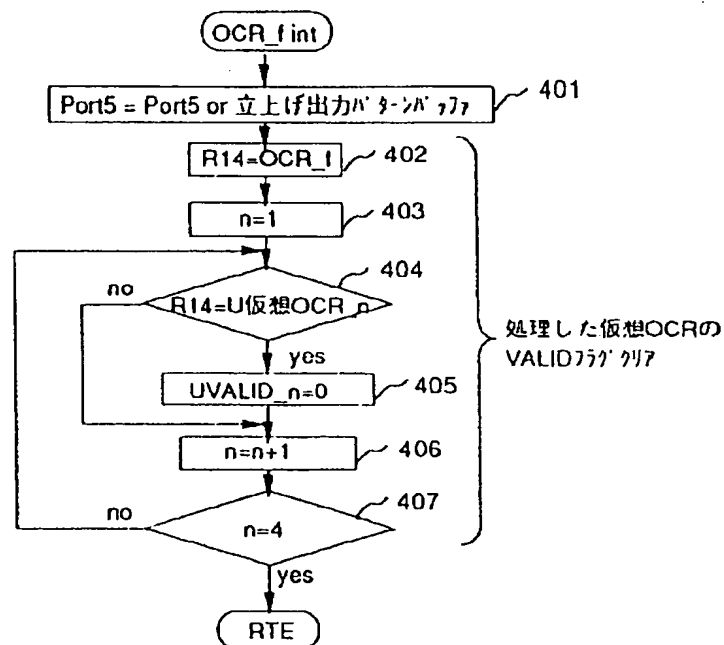 OCR_f int
Port5 = Port5 or 立上げ出力ﾊﾟﾀｰﾝﾊﾞｯﾌｧ
401
R14=OCR_f
402
n=1
403
404
no
R14=U仮想OCR_n
yes
処理した仮想OCRの
VALIDﾌﾗｸﾞｸﾘｱ
UVALID_n=0
405
n=n+1
406
407
no
n=4
yes
RTE